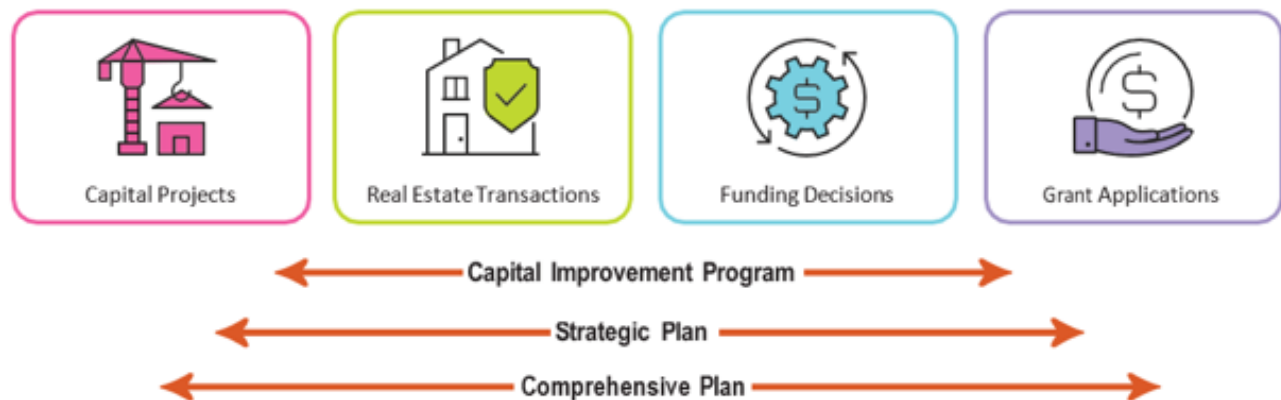 Capital Projects
Real Estate Transactions
$
Funding Decisions
$
Grant Applications
Capital Improvement Program
Strategic Plan
Comprehensive Plan